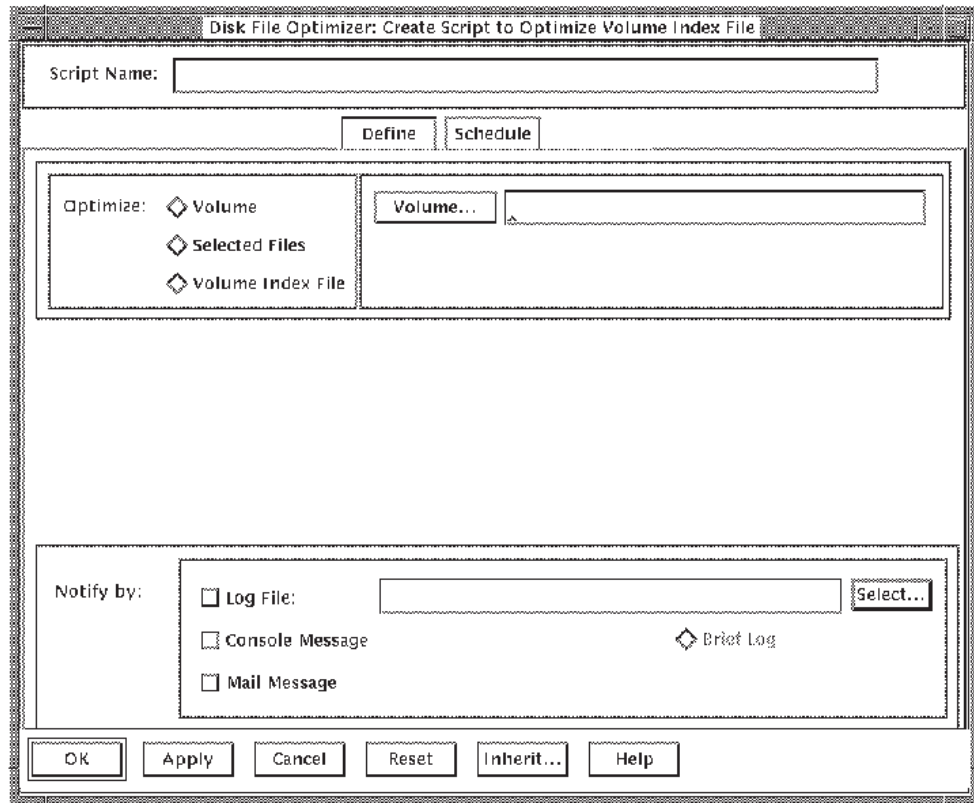 Disk File Optimizer: Create Script to Optimize Volume Index File
Script Name:
Define Schedule
Optimize: Volume Volume...
Selected Files
Volume Index File
Notify by: Log File: Select...
Console Message Brief Log
Mail Message
OK Apply Cancel Reset Inherit... Help